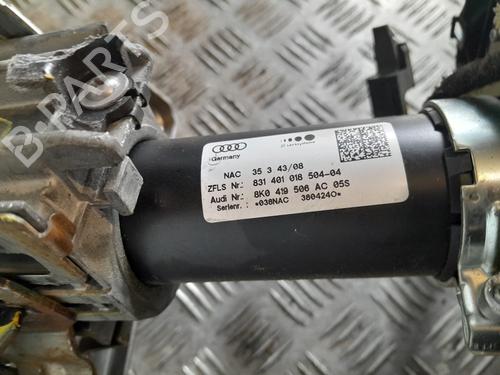 B-PARTS
Germany
NAC 35 3 43/08
ZFLS Nr.: 831 401 018 504-04
Audi Nr.: 8K0 419 506 AC 05S
Serienr.: *038NAC 3804240*